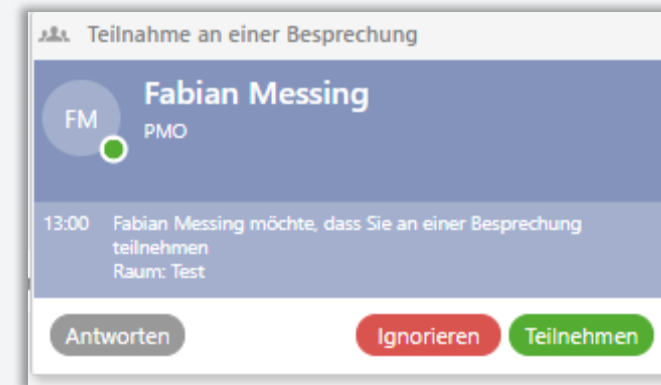 Teilnahme an einer Besprechung
FM
Fabian Messing
PMO
13:00 Fabian Messing möchte, dass Sie an einer Besprechung
teilnehmen
Raum: Test
Antworten Ignorieren Teilnehmen